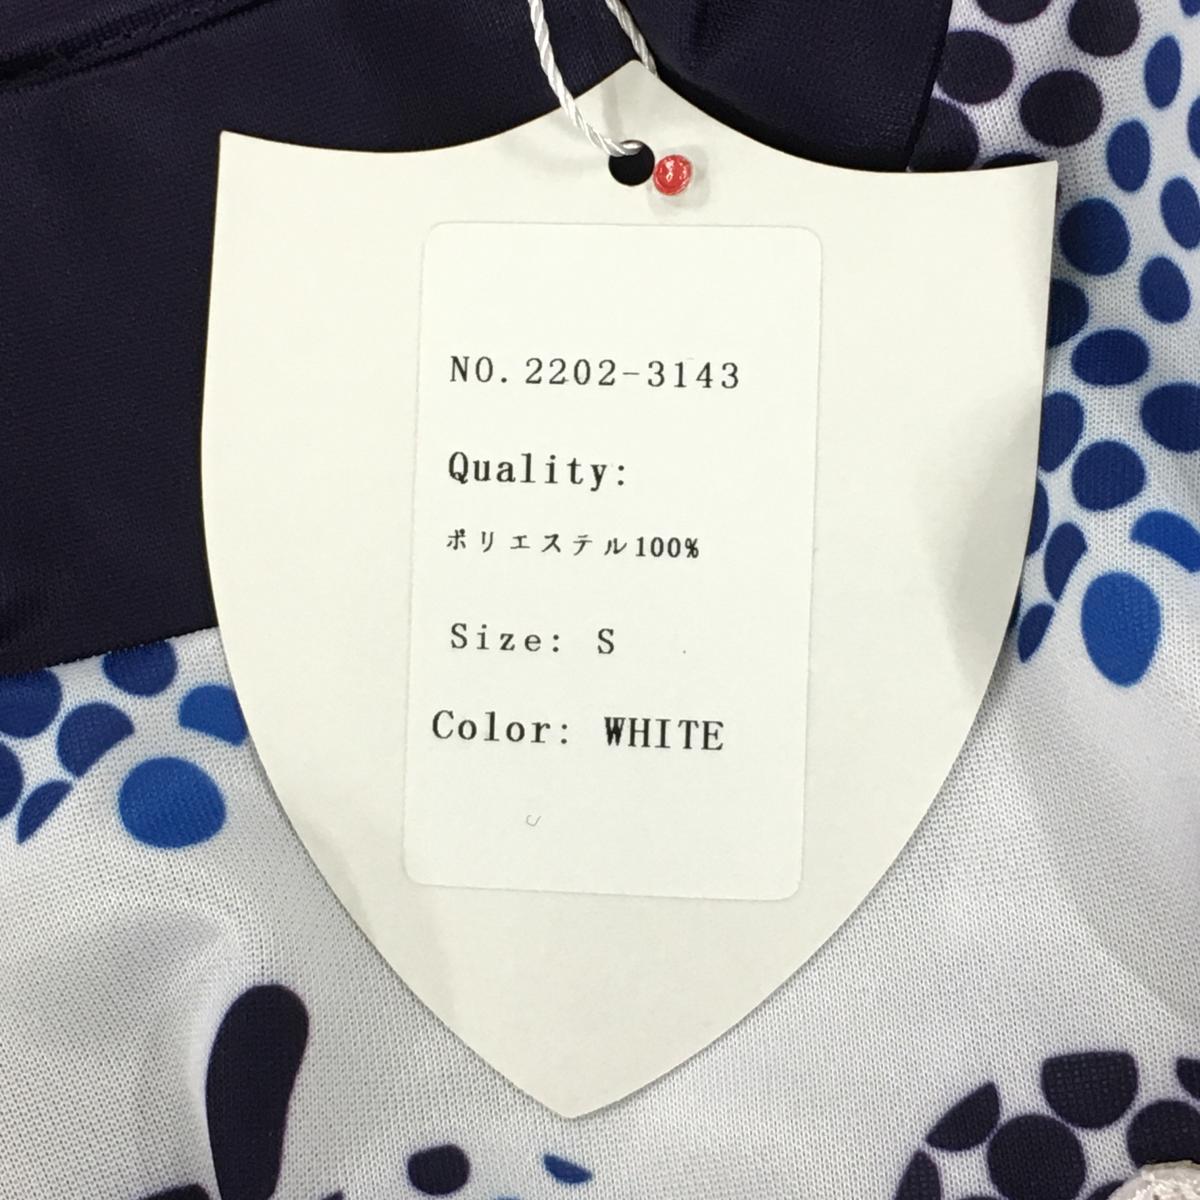 NO. 2202-3143
Quality:
ポリエステル100%
Size: S
Color: WHITE